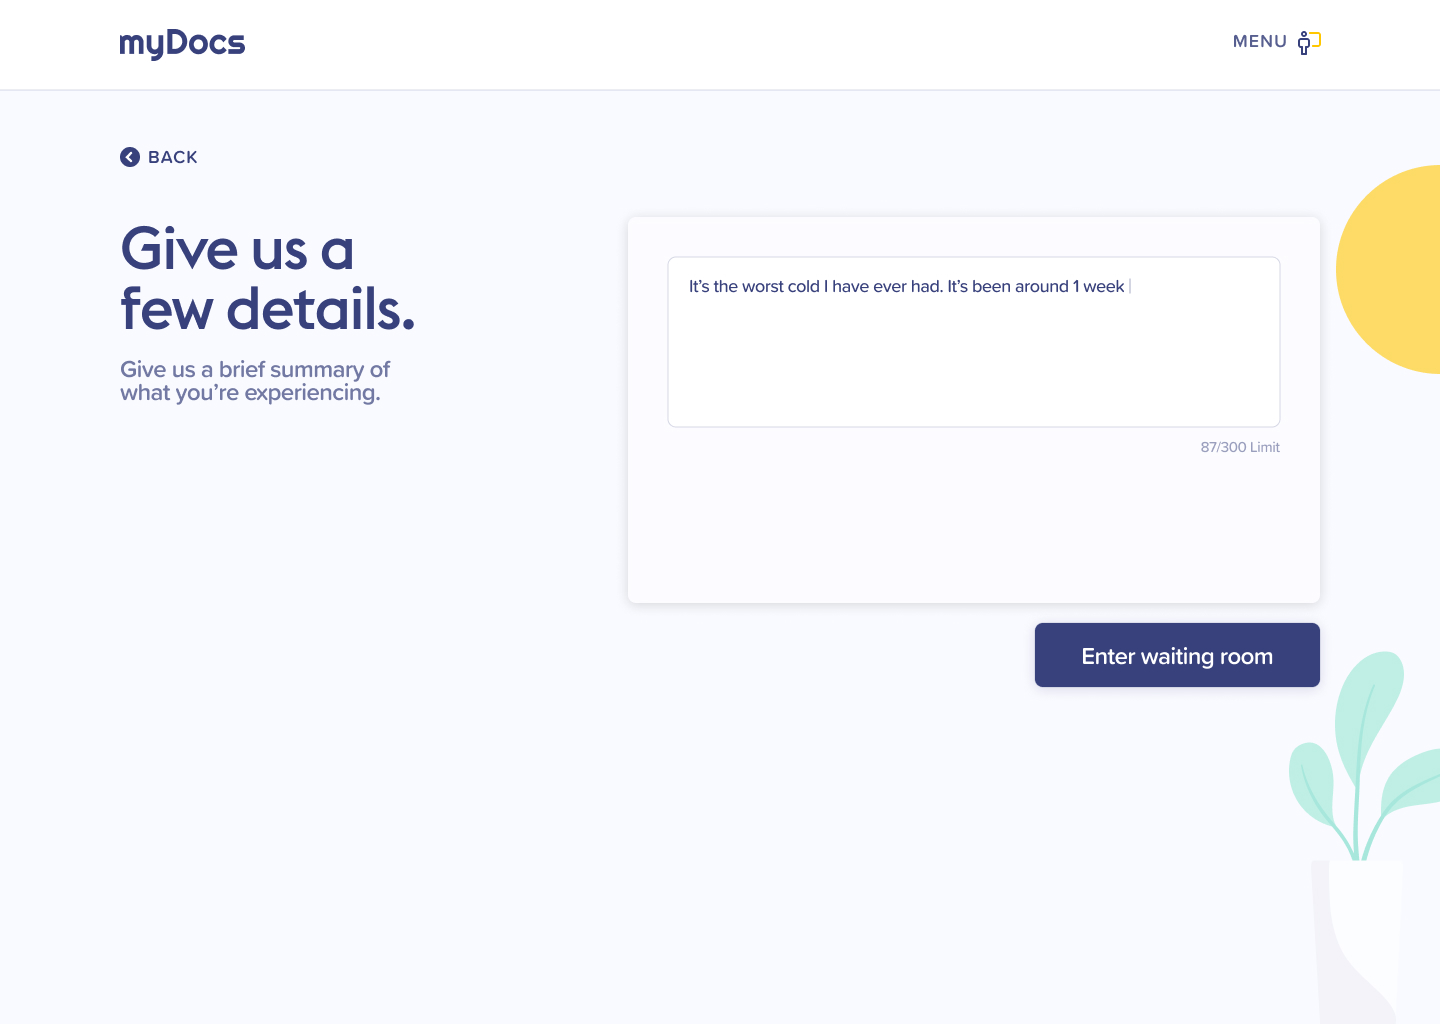 myDocs
MENU
BACK
Give us a
few details.
Give us a brief summary of
what you’re experiencing.
It’s the worst cold I have ever had. It’s been around 1 week
87/300 Limit
Enter waiting room